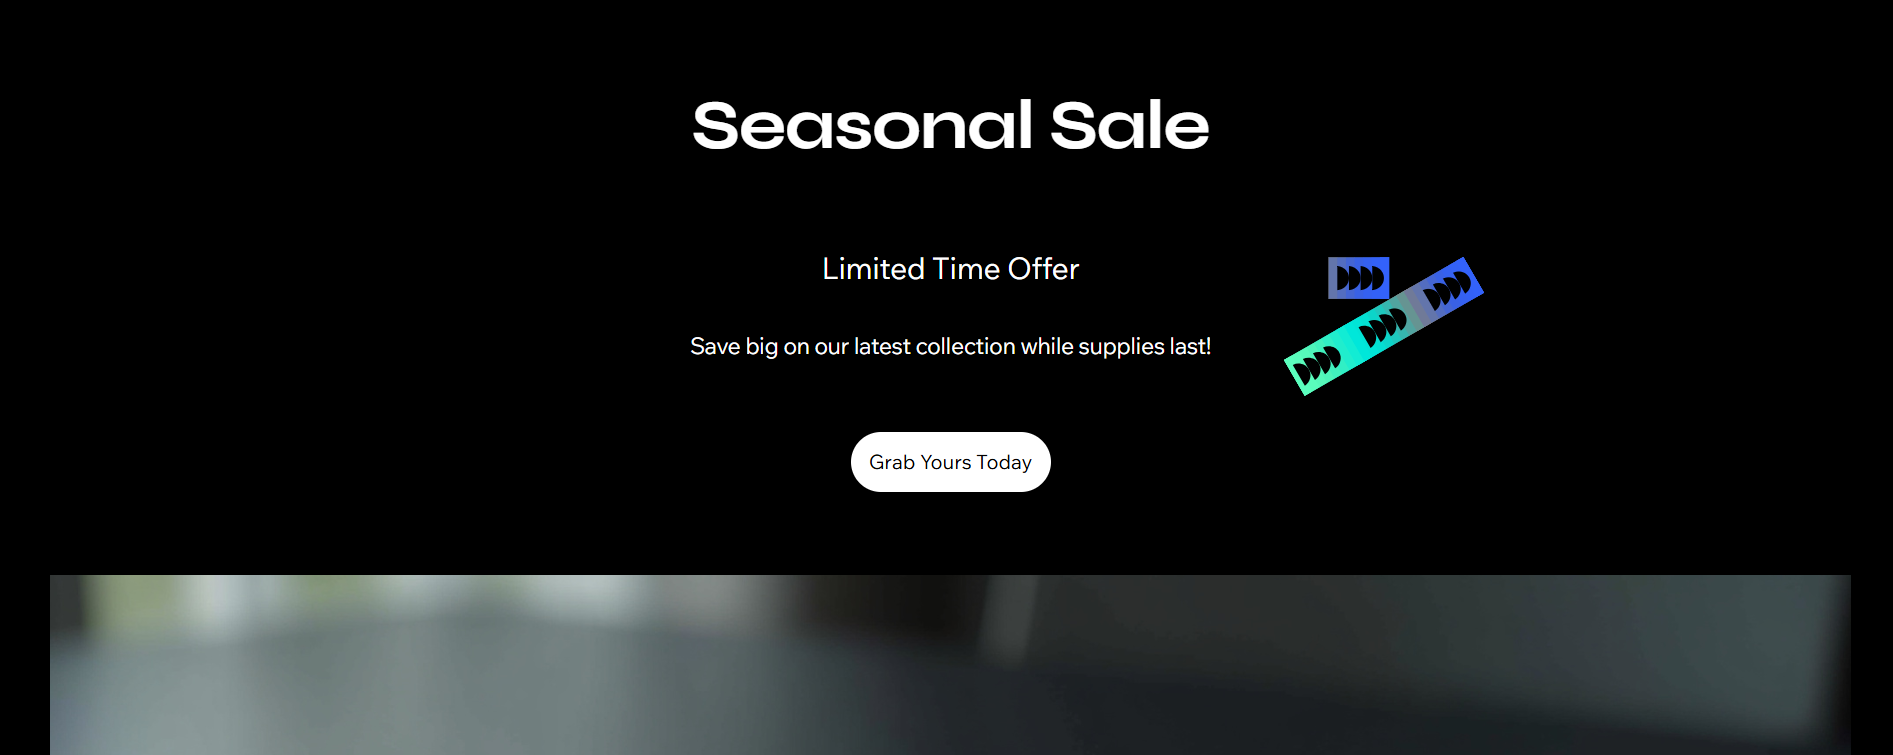 Seasonal Sale
Limited Time Offer
Save big on our latest collection while supplies last!
Grab Yours Today